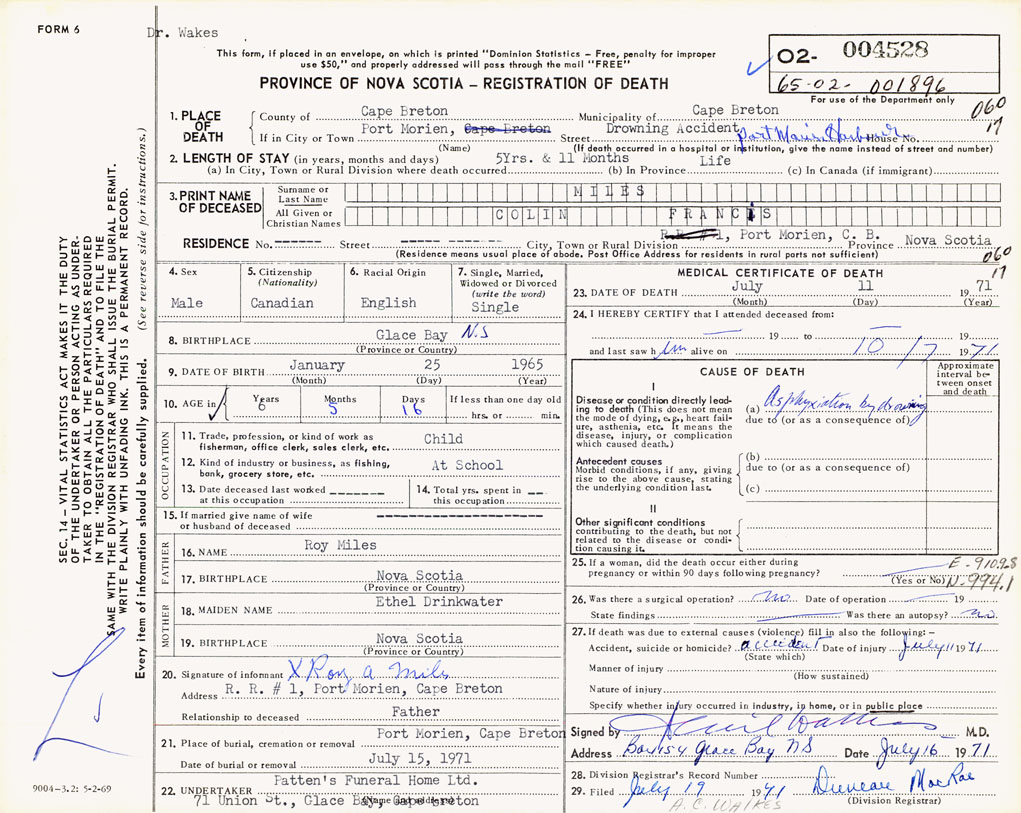 FORM 6
Dr. Wakes
This form, if placed in an envelope, on which is printed "Dominion Statistics – Free, penalty for improper
use $50," and properly addressed will pass through the mail "FREE"
PROVINCE OF NOVA SCOTIA – REGISTRATION OF DEATH
O2- 004528
65-02- 001896
For use of the Department only
060
17
1. PLACE OF DEATH
County of Cape Breton Municipality of Cape Breton
If in City or Town Port Morien, Cape Breton Street Drowning Accident, House No.
(Name) (If death occurred in a hospital or institution, give the name instead of street and number)
2. LENGTH OF STAY (in years, months and days) 5Yrs. & 11 Months Life
(a) In City, Town or Rural Division where death occurred (b) In Province (c) In Canada (if immigrant)
3. PRINT NAME OF DECEASED
Surname or Last Name MILES
All Given or Christian Names COLIN FRANCIS
RESIDENCE No. ------ Street ----- ----- City, Town or Rural Division R.R. # 1, Port Morien, C. B. Province Nova Scotia
(Residence means usual place of abode. Post Office Address for residents in rural parts not sufficient)
060
17
4. Sex
Male
5. Citizenship (Nationality)
Canadian
6. Racial Origin
English
7. Single, Married, Widowed or Divorced (write the word)
Single
8. BIRTHPLACE Glace Bay N.S
(Province or Country)
9. DATE OF BIRTH January 25 1965
(Month) (Day) (Year)
10. AGE in Years Months Days If less than one day old
6 5 16 hrs. or min.
OCCUPATION
11. Trade, profession, or kind of work as fisherman, office clerk, sales clerk, etc. Child
12. Kind of industry or business, as fishing, bank, grocery store, etc. At School
13. Date deceased last worked at this occupation -------
14. Total yrs. spent in this occupation --
15. If married give name of wife or husband of deceased --------------------
FATHER
16. NAME Roy Miles
17. BIRTHPLACE Nova Scotia
(Province or Country)
MOTHER
18. MAIDEN NAME Ethel Drinkwater
19. BIRTHPLACE Nova Scotia
(Province or Country)
20. Signature of informant X Roy A Miles
Address R. R. # 1, Port Morien, Cape Breton
Relationship to deceased Father
21. Place of burial, cremation or removal Port Morien, Cape Breton
Date of burial or removal July 15, 1971
22. UNDERTAKER Patten's Funeral Home Ltd.
(Name and address)
71 Union St., Glace Bay, Cape Breton
MEDICAL CERTIFICATE OF DEATH
23. DATE OF DEATH July 11 1971
(Month) (Day) (Year)
24. I HEREBY CERTIFY that I attended deceased from:
— 19 to — 19
and last saw him alive on 10/7 1971
CAUSE OF DEATH
Approximate interval between onset and death
I
Disease or condition directly leading to death (This does not mean the mode of dying, e.g., heart failure, asthenia, etc. It means the disease, injury, or complication which caused death.)
(a) Asphyxiation by drowning
due to (or as a consequence of)
Antecedent causes
Morbid conditions, if any, giving rise to the above cause, stating the underlying condition last.
(b)
due to (or as a consequence of)
(c)
II
Other significant conditions contributing to the death, but not related to the disease or condition causing it.
25. If a woman, did the death occur either during pregnancy or within 90 days following pregnancy?
(Yes or No)
E-910.98
N-994.1
26. Was there a surgical operation? no Date of operation 19
State findings Was there an autopsy? no
27. If death was due to external causes (violence) fill in also the following:–
Accident, suicide or homicide? accident Date of injury July 11 1971
(State which)
Manner of injury
(How sustained)
Nature of injury
Specify whether injury occurred in industry, in home, or in public place
Signed by M.D.
Address Box 154 Glace Bay NS Date July 15 1971
28. Division Registrar's Record Number
29. Filed July 19 1971 Duncan MacRae
(Division Registrar)
A.C. WALKES
SEC. 14 – VITAL STATISTICS ACT MAKES IT THE DUTY
OF THE UNDERTAKER OR PERSON ACTING AS UNDER-
TAKER TO OBTAIN ALL THE PARTICULARS REQUIRED
IN THE "REGISTRATION OF DEATH" AND TO FILE THE
SAME WITH THE DIVISION REGISTRAR WHO SHALL ISSUE THE BURIAL PERMIT.
WRITE PLAINLY WITH UNFADING INK. THIS IS A PERMANENT RECORD.
Every item of information should be carefully supplied. (See reverse side for instructions.)
9004-3.2: 5-2-69